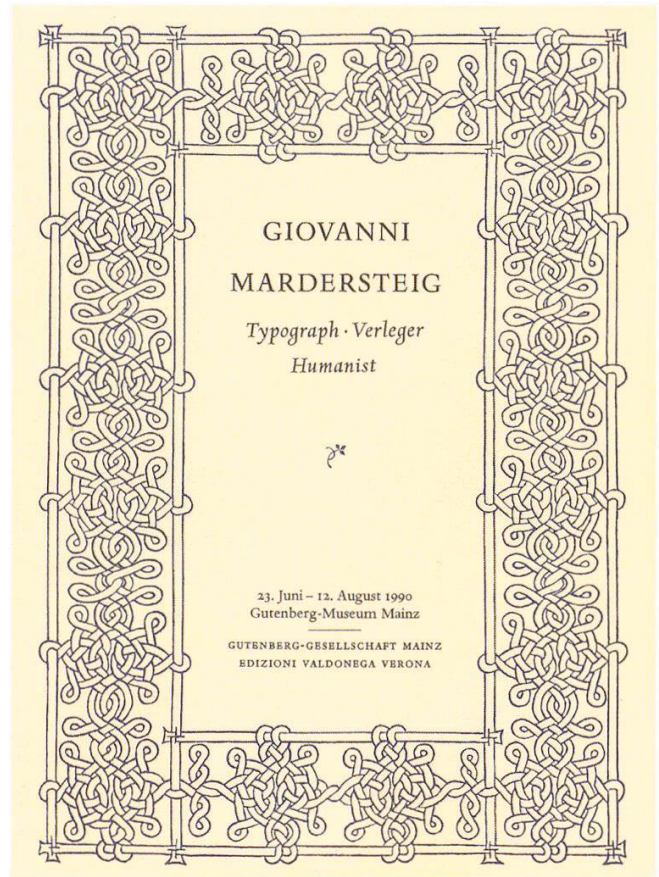 GIOVANNI
MARDERSTEIG
Typograph · Verleger
Humanist
23. Juni – 12. August 1990
Gutenberg-Museum Mainz
GUTENBERG-GESELLSCHAFT MAINZ
EDIZIONI VALDONEGA VERONA